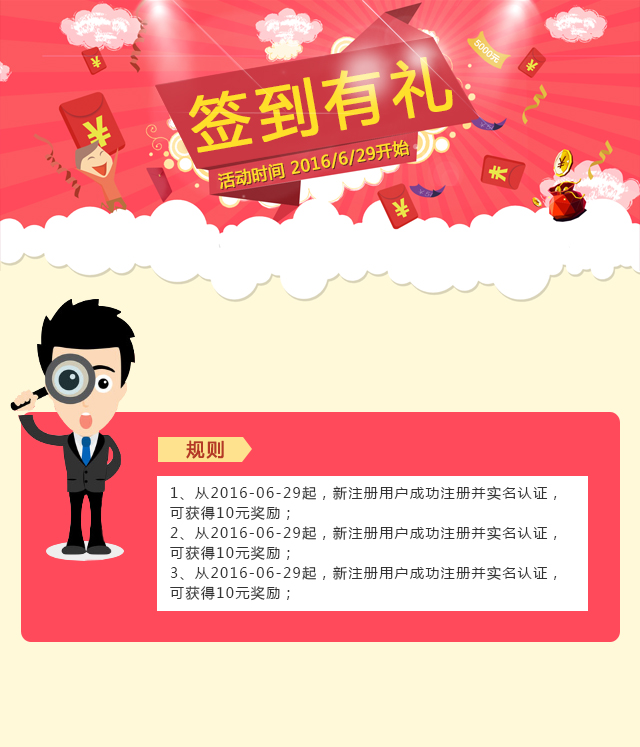 5000元
签到有礼
活动时间 2016/6/29开始
规则
1、从2016-06-29起，新注册用户成功注册并实名认证，
可获得10元奖励；
2、从2016-06-29起，新注册用户成功注册并实名认证，
可获得10元奖励；
3、从2016-06-29起，新注册用户成功注册并实名认证，
可获得10元奖励；